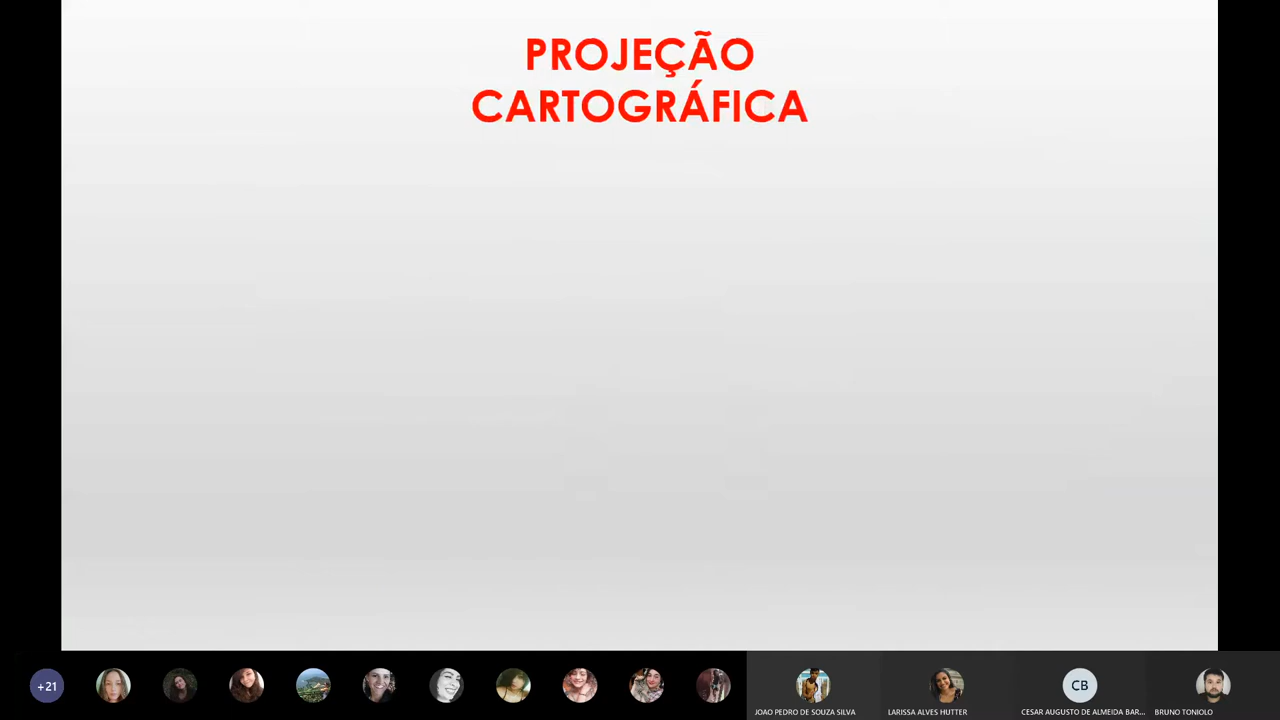 PROJEÇÃO
CARTOGRÁFICA
+21
CB
JOAO PEDRO DE SOUZA SILVA
LARISSA ALVES HUTTER
CESAR AUGUSTO DE ALMEIDA BAR...
BRUNO TONIOLO